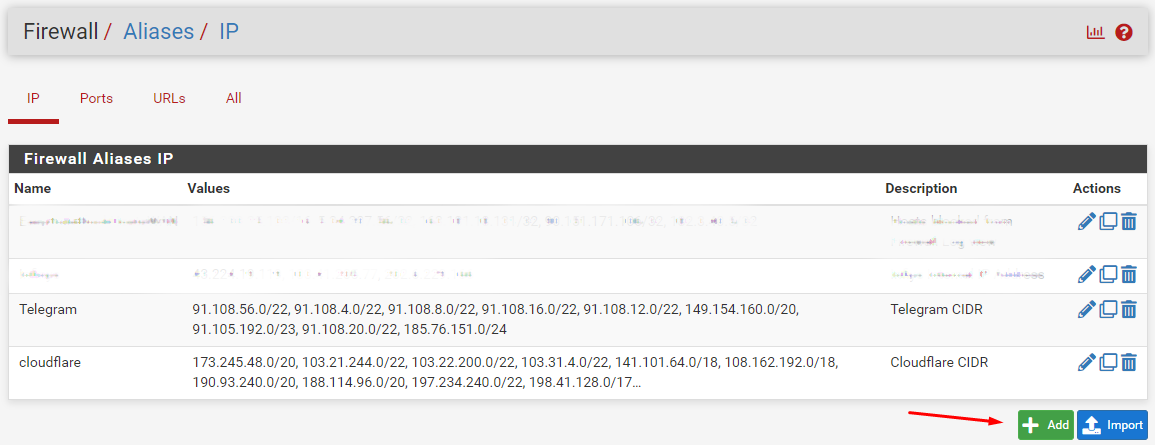 Firewall / Aliases / IP
IP Ports URLs All
Firewall Aliases IP
Name Values Description Actions
Telegram 91.108.56.0/22, 91.108.4.0/22, 91.108.8.0/22, 91.108.16.0/22, 91.108.12.0/22, 149.154.160.0/20, Telegram CIDR
91.105.192.0/23, 91.108.20.0/22, 185.76.151.0/24
cloudflare 173.245.48.0/20, 103.21.244.0/22, 103.22.200.0/22, 103.31.4.0/22, 141.101.64.0/18, 108.162.192.0/18, Cloudflare CIDR
190.93.240.0/20, 188.114.96.0/20, 197.234.240.0/22, 198.41.128.0/17...
Add Import